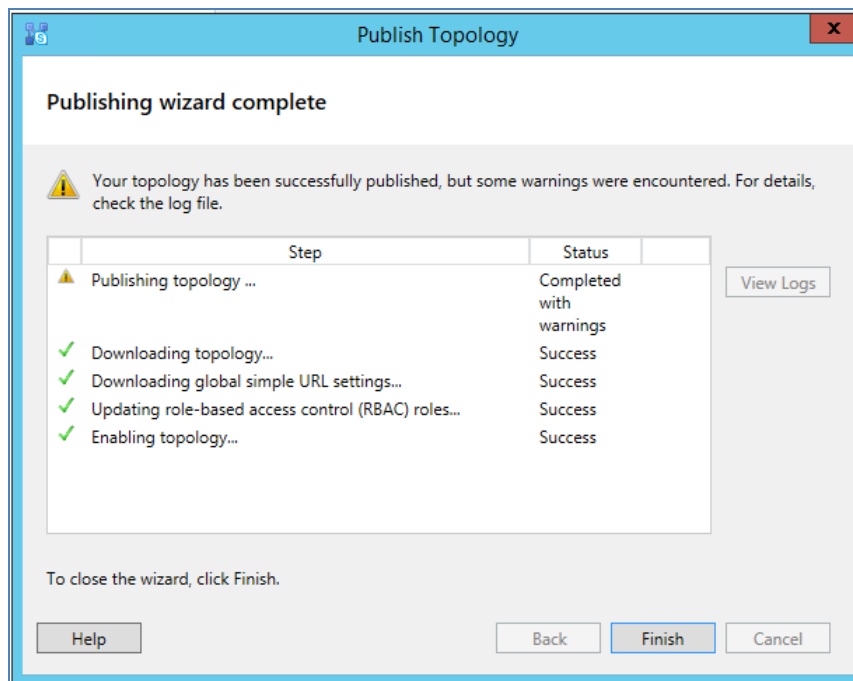 Publish Topology
x
Publishing wizard complete
Your topology has been successfully published, but some warnings were encountered. For details,
check the log file.
Step Status
Publishing topology ... Completed
with
warnings
View Logs
Downloading topology... Success
Downloading global simple URL settings... Success
Updating role-based access control (RBAC) roles... Success
Enabling topology... Success
To close the wizard, click Finish.
Help Back Finish Cancel